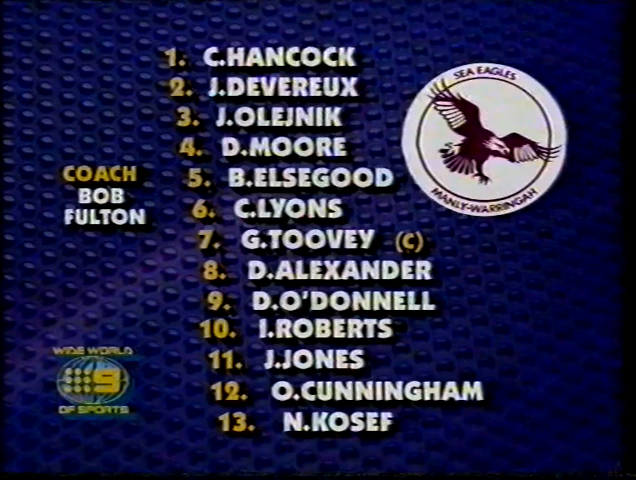 1. C.HANCOCK
2. J.DEVEREUX
3. J.OLEJNIK
4. D.MOORE
5. B.ELSEGOOD
6. C.LYONS
7. G.TOOVEY (C)
8. D.ALEXANDER
9. D.O'DONNELL
10. I.ROBERTS
11. J.JONES
12. O.CUNNINGHAM
13. N.KOSEF
COACH
BOB
FULTON
SEA EAGLES
MANLY-WARRINGAH
WIDE WORLD
9
OF SPORTS